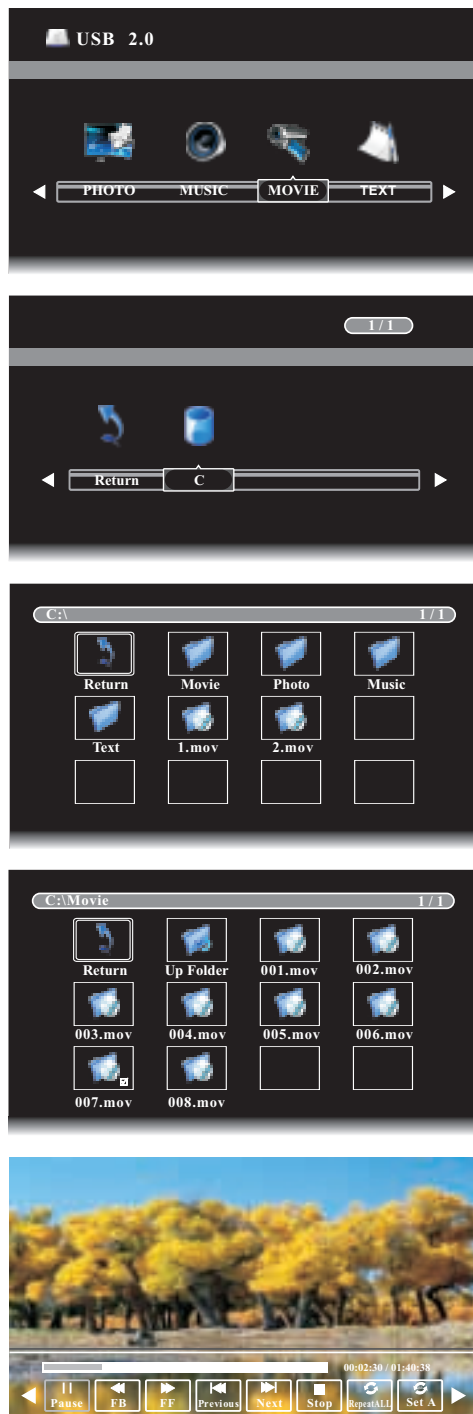 USB 2.0
PHOTO MUSIC MOVIE TEXT
1 / 1
Return C
C:\ 1 / 1
Return Movie Photo Music
Text 1.mov 2.mov
C:\Movie 1 / 1
Return Up Folder 001.mov 002.mov
003.mov 004.mov 005.mov 006.mov
007.mov 008.mov
00:02:30 / 01:40:38
Pause FB FF Previous Next Stop RepeatALL Set A